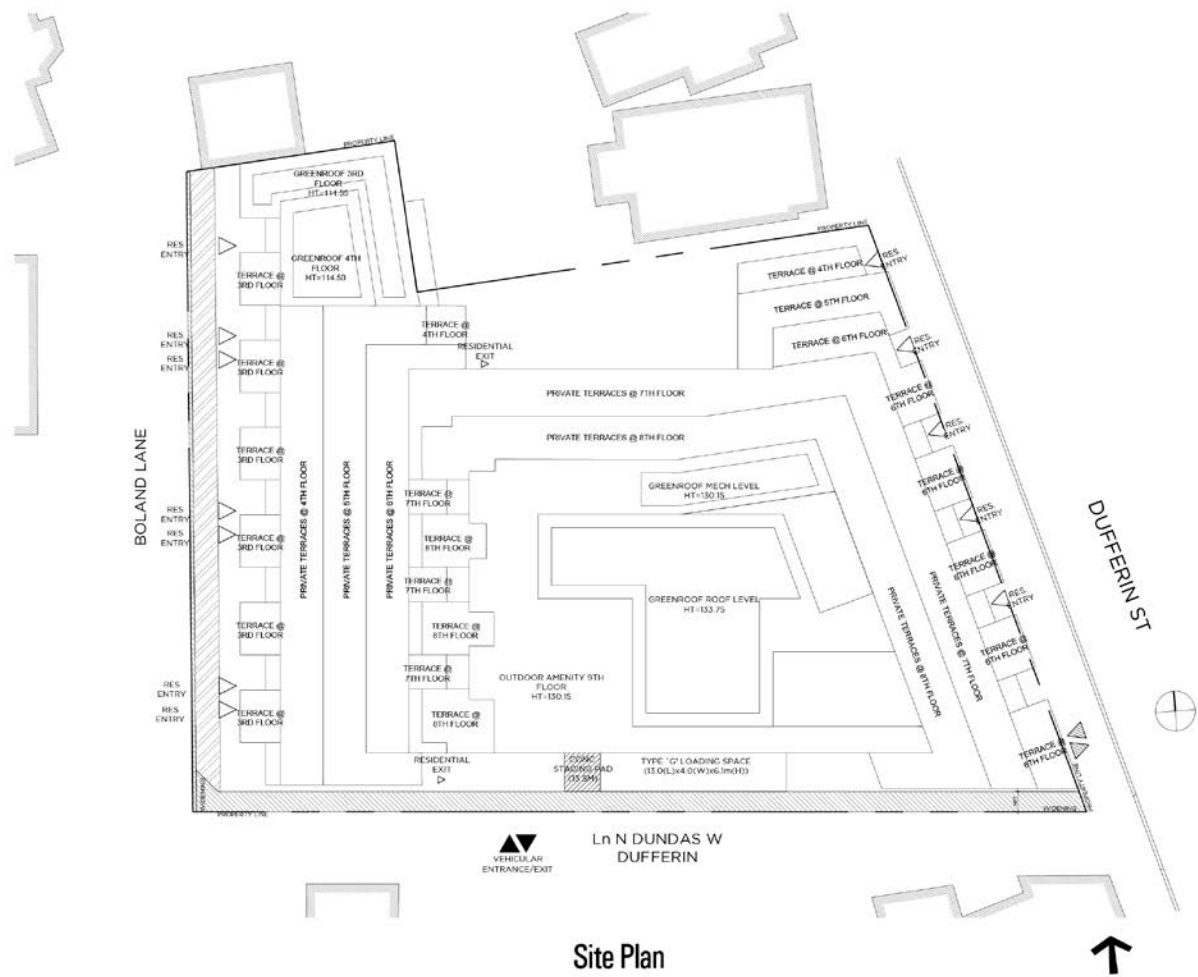 PROPERTY LINE
GREENROOF 3RD
FLOOR
HT=114.55
PROPERTY LINE
RES
ENTRY
GREENROOF 4TH
FLOOR
HT=114.50
TERRACE @ 4TH FLOOR
RES.
ENTRY
TERRACE @
3RD FLOOR
TERRACE @ 5TH FLOOR
RES
ENTRY
TERRACE @
4TH FLOOR
TERRACE @ 6TH FLOOR
RES.
ENTRY
RESIDENTIAL
EXIT
RES
ENTRY
TERRACE @
3RD FLOOR
PRIVATE TERRACES @ 7TH FLOOR
TERRACE @
6TH FLOOR
RES.
ENTRY
PRIVATE TERRACES @ 8TH FLOOR
BOLAND LANE
TERRACE @
3RD FLOOR
PRIVATE TERRACES @ 4TH FLOOR
PRIVATE TERRACES @ 5TH FLOOR
PRIVATE TERRACES @ 6TH FLOOR
TERRACE @
7TH FLOOR
GREENROOF MECH LEVEL
HT=130.15
TERRACE @
6TH FLOOR
RES
ENTRY
RES
ENTRY
TERRACE @
3RD FLOOR
TERRACE @
8TH FLOOR
RES.
ENTRY
DUFFERIN ST
TERRACE @
7TH FLOOR
TERRACE @
6TH FLOOR
GREENROOF ROOF LEVEL
HT=133.75
RES.
ENTRY
TERRACE @
3RD FLOOR
TERRACE @
8TH FLOOR
PRIVATE TERRACES @ 8TH FLOOR
PRIVATE TERRACES @ 7TH FLOOR
TERRACE @
6TH FLOOR
TERRACE @
7TH FLOOR
OUTDOOR AMENITY 9TH
FLOOR
HT=130.15
RES
ENTRY
RES
ENTRY
TERRACE @
3RD FLOOR
TERRACE @
8TH FLOOR
TERRACE @
6TH FLOOR
RESIDENTIAL
EXIT
CONC
STAGING PAD
TYPE 'G' LOADING SPACE
(13.0(L)x4.0(W)x6.1m(H))
PROPERTY LINE
WIDENING
WIDENING
PROPERTY LINE
VEHICULAR
ENTRANCE/EXIT
Ln N DUNDAS W
DUFFERIN
Site Plan